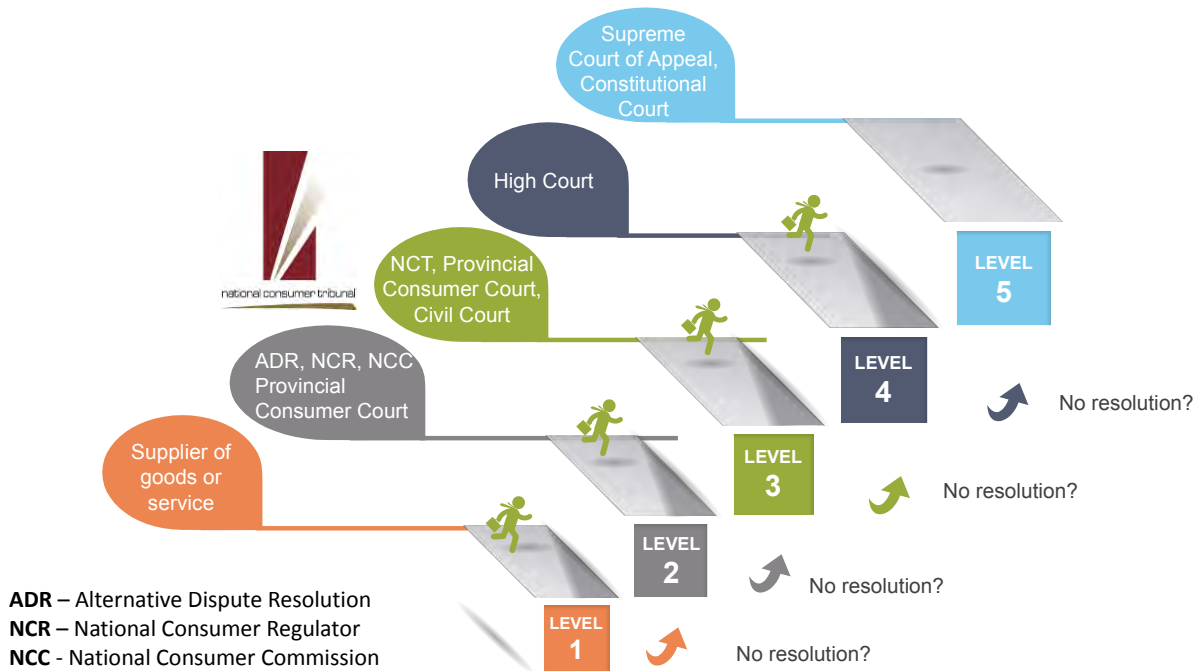 Supreme
Court of Appeal,
Constitutional
Court
High Court
national consumer tribunal
NCT, Provincial
Consumer Court,
Civil Court
ADR, NCR, NCC
Provincial
Consumer Court
Supplier of
goods or
service
LEVEL
5
LEVEL
4
No resolution?
LEVEL
3
No resolution?
LEVEL
2
No resolution?
LEVEL
1
No resolution?
ADR – Alternative Dispute Resolution
NCR – National Consumer Regulator
NCC - National Consumer Commission